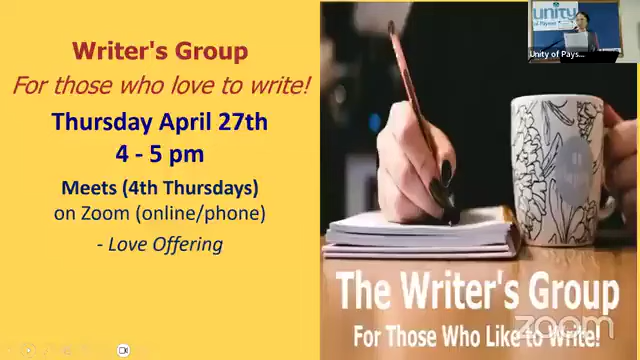 Writer's Group
For those who love to write!
Thursday April 27th
4 - 5 pm
Meets (4th Thursdays)
on Zoom (online/phone)
- Love Offering
unity
Unity of Pays...
The Writer's Group
For Those Who Like to Write!
zoom